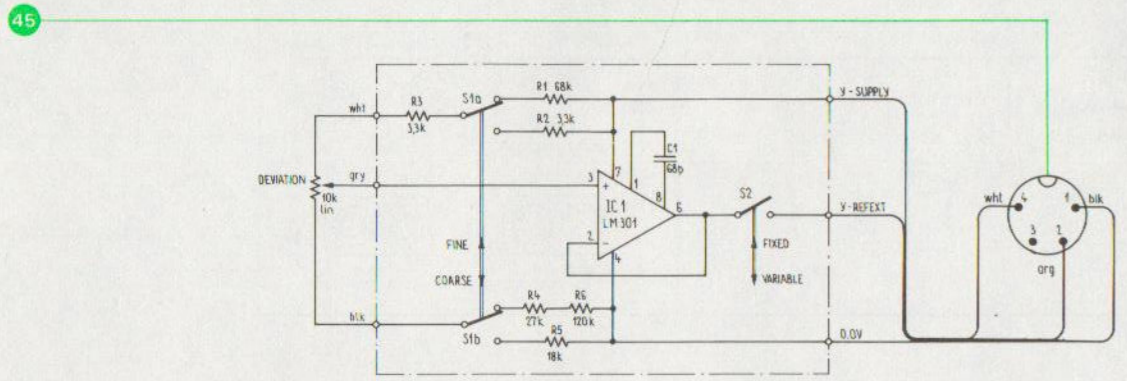 45
wht
R3
3,3k
S1a
R1 68k
R2 3,3k
Y-SUPPLY
C1
68p
DEVIATION
10k
lin
gry
3
+
7
1
8
IC 1
LM301
6
2
-
4
S2
Y-REFEXT
FINE
COARSE
FIXED
VARIABLE
R4
27k
R6
120k
blk
S1b
R5
18k
0.0V
wht
4
1
blk
3
2
org